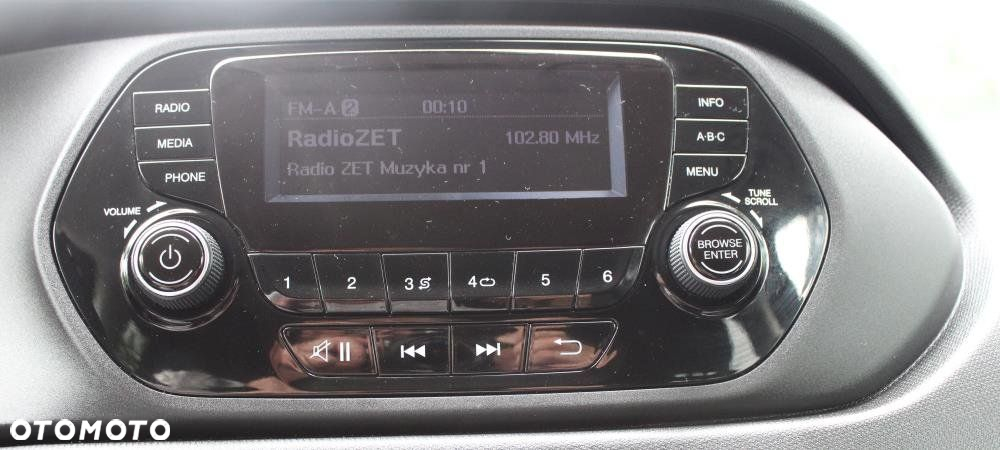 RADIO
MEDIA
PHONE
VOLUME
FM-A 2 00:10
RadioZET 102.80 MHz
Radio ZET Muzyka nr 1
INFO
A·B·C
MENU
TUNE
SCROLL
BROWSE
ENTER
1 2 3 4 5 6
OTOMOTO